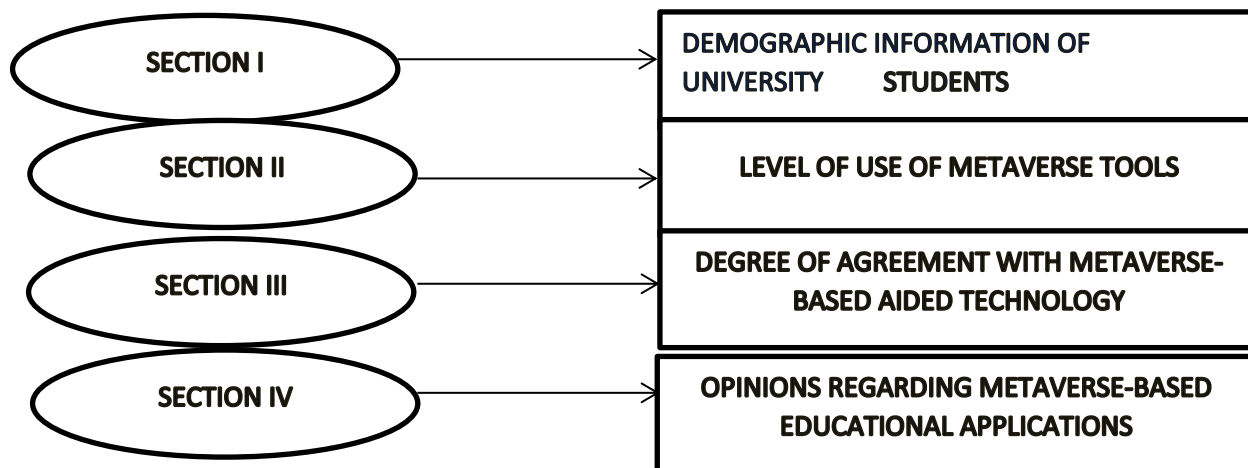 SECTION I
DEMOGRAPHIC INFORMATION OF
UNIVERSITY STUDENTS
SECTION II
LEVEL OF USE OF METAVERSE TOOLS
SECTION III
DEGREE OF AGREEMENT WITH METAVERSE-
BASED AIDED TECHNOLOGY
SECTION IV
OPINIONS REGARDING METAVERSE-BASED
EDUCATIONAL APPLICATIONS